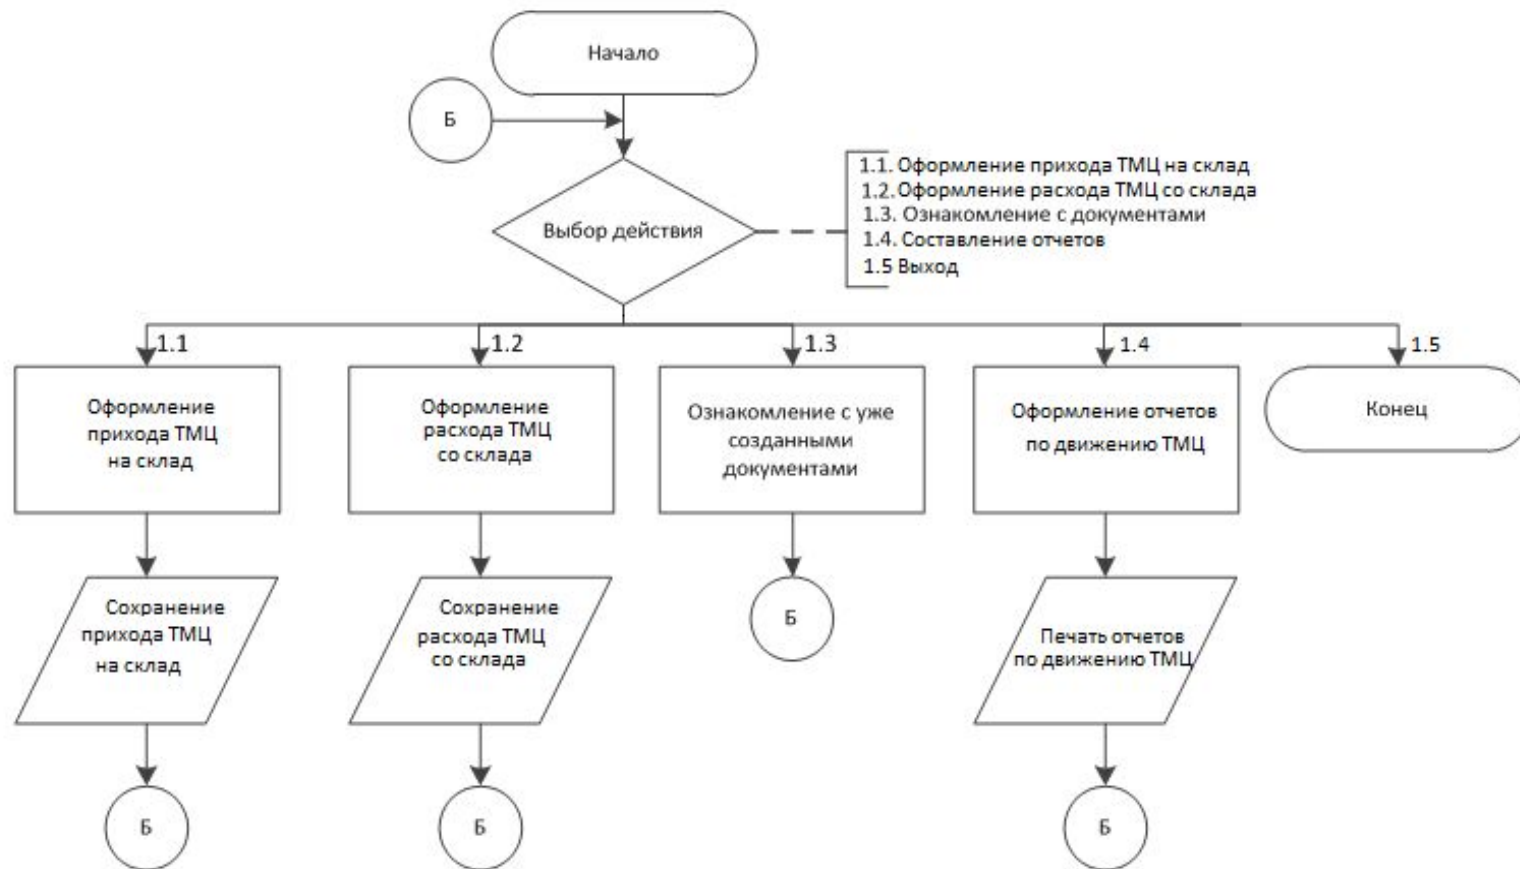 Начало
Б
1.1. Оформление прихода ТМЦ на склад
1.2. Оформление расхода ТМЦ со склада
1.3. Ознакомление с документами
1.4. Составление отчетов
1.5 Выход
Выбор действия
1.1
1.2
1.3
1.4
1.5
Оформление
прихода ТМЦ
на склад
Оформление
расхода ТМЦ
со склада
Ознакомление с уже
созданными
документами
Оформление отчетов
по движению ТМЦ
Конец
Сохранение
прихода ТМЦ
на склад
Сохранение
расхода ТМЦ
со склада
Б
Печать отчетов
по движению ТМЦ
Б
Б
Б